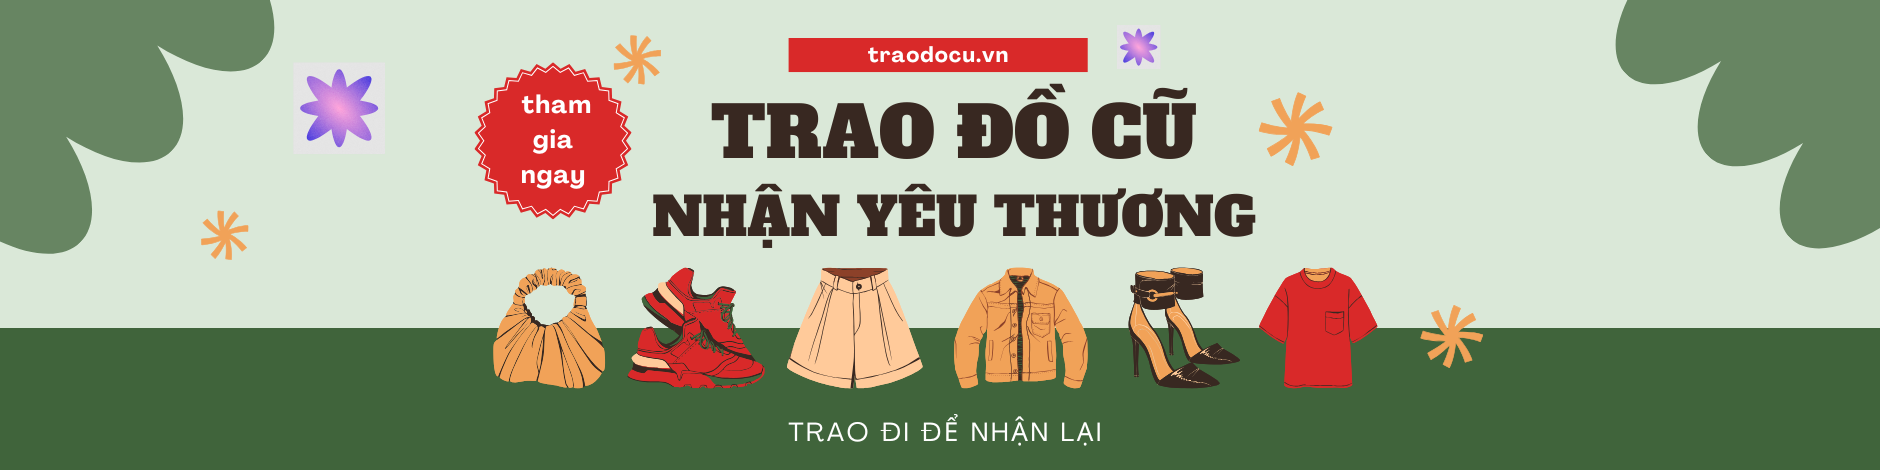 traodocu.vn
tham
gia
ngay
TRAO ĐỒ CŨ
NHẬN YÊU THƯƠNG
TRAO ĐI ĐỂ NHẬN LẠI